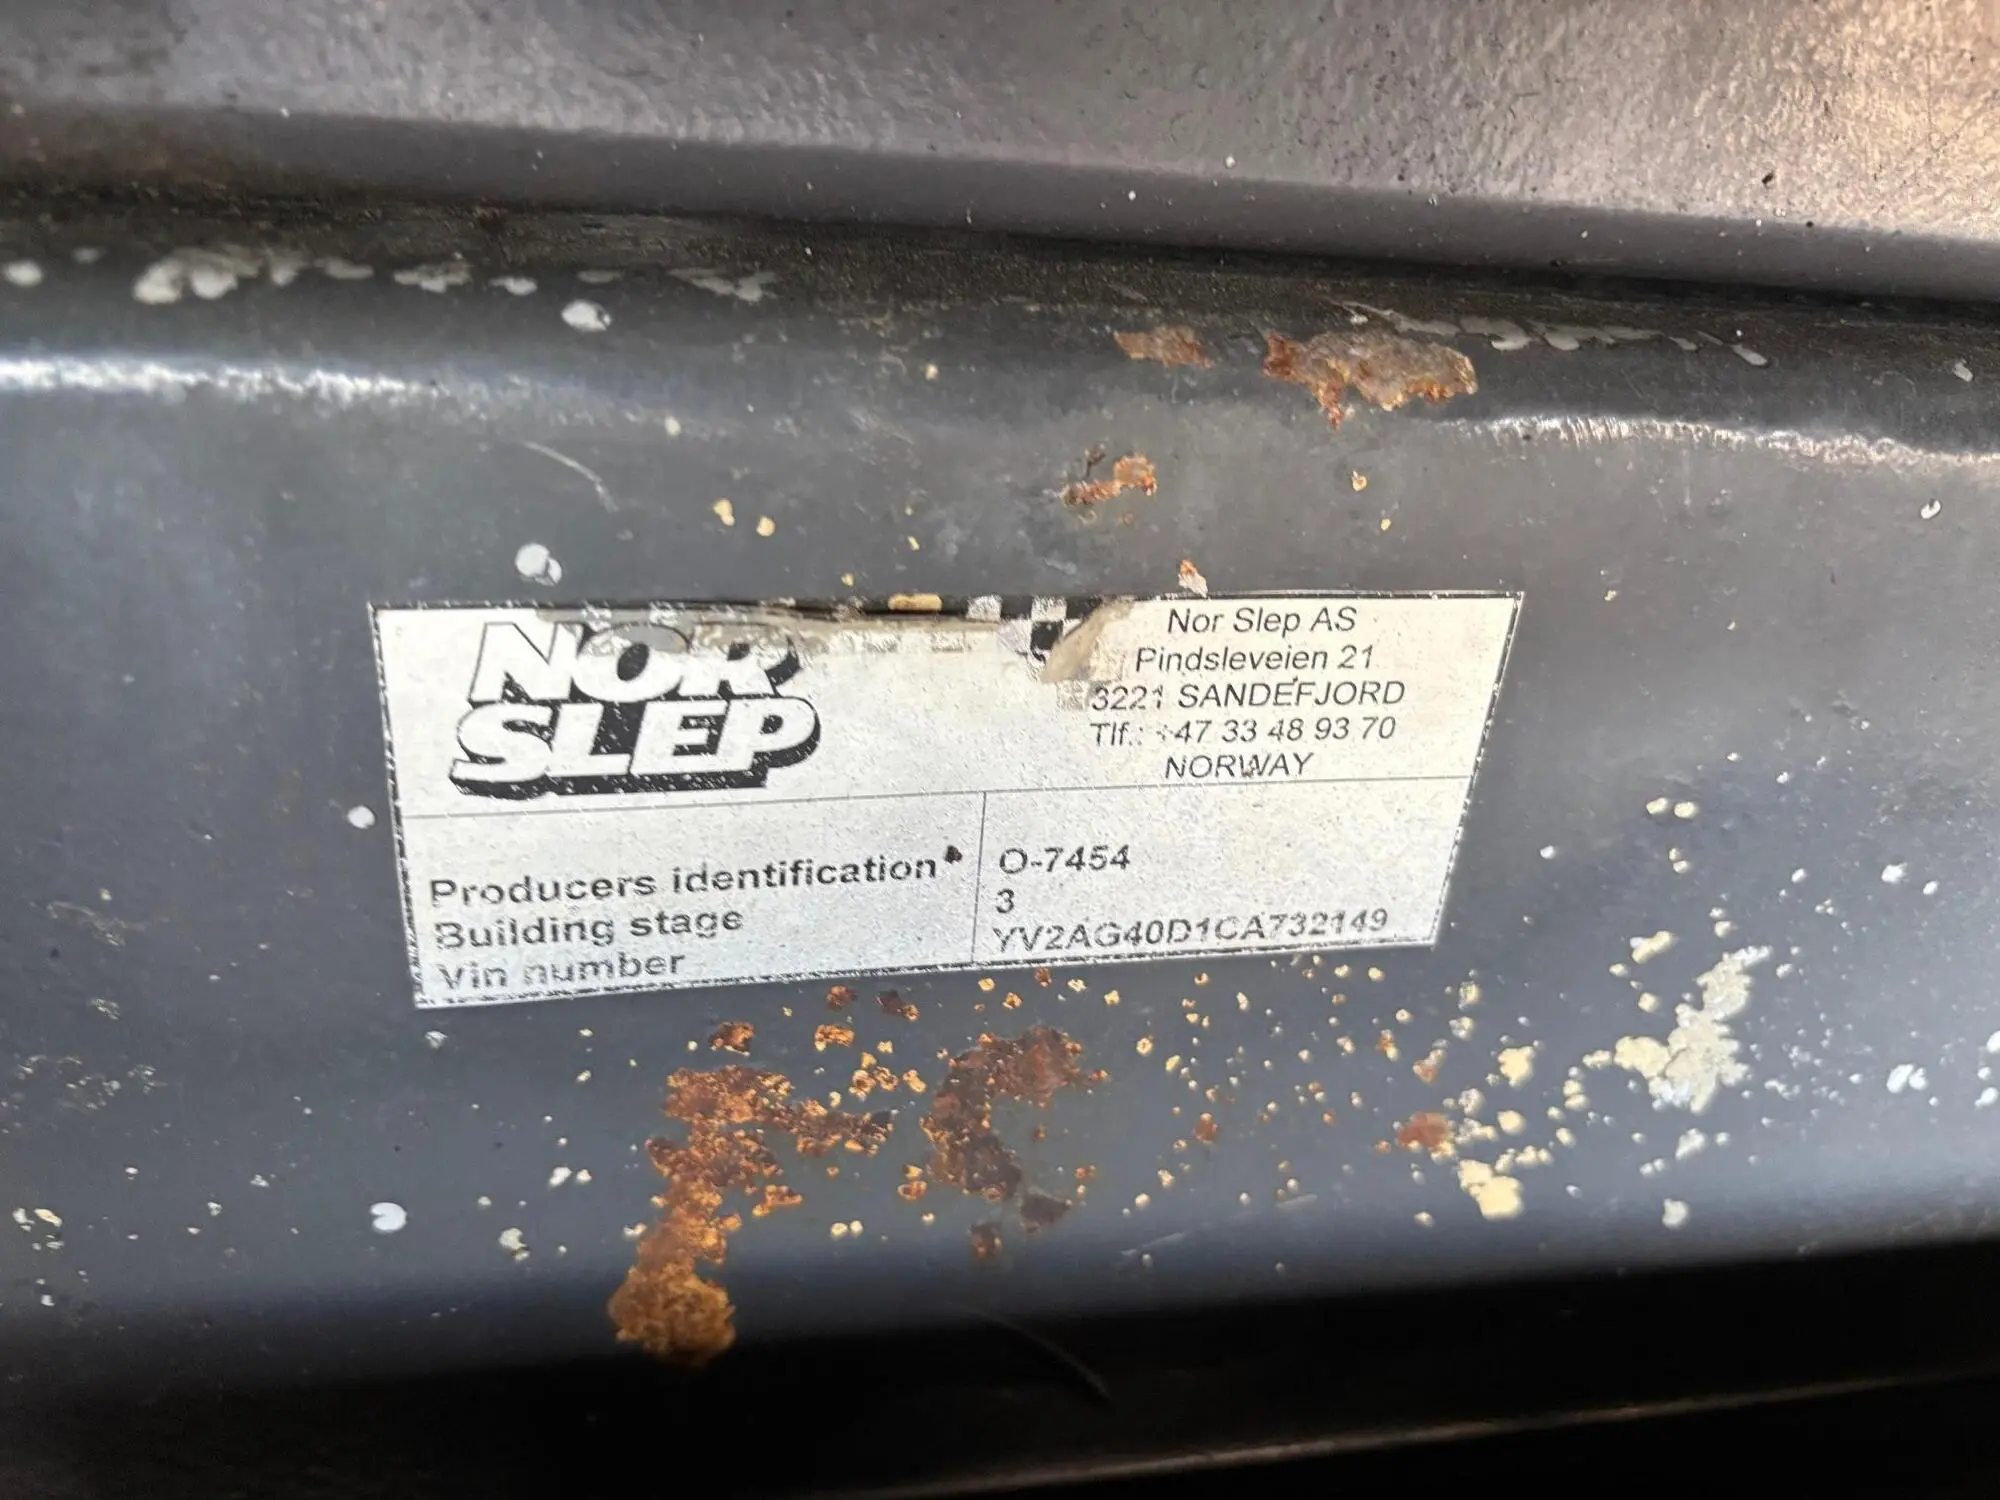 NOR
SLEP
Nor Slep AS
Pindsleveien 21
3221 SANDEFJORD
Tlf.: +47 33 48 93 70
NORWAY
Producers identification O-7454
Building stage 3
Vin number YV2AG40D1CA732149